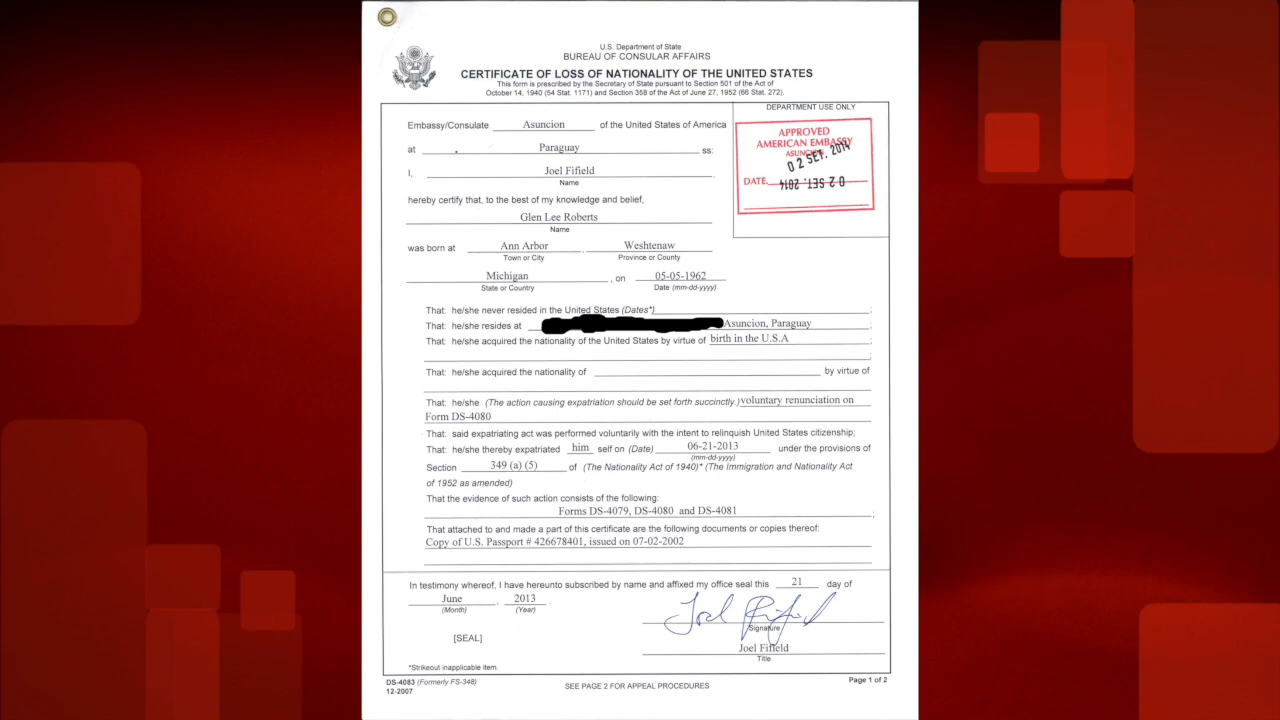 U.S. Department of State
BUREAU OF CONSULAR AFFAIRS
CERTIFICATE OF LOSS OF NATIONALITY OF THE UNITED STATES
This form is prescribed by the Secretary of State pursuant to Section 501 of the Act of
October 14, 1940 (54 Stat. 1171) and Section 358 of the Act of June 27, 1952 (66 Stat. 272).
DEPARTMENT USE ONLY
Embassy/Consulate Asuncion of the United States of America
APPROVED
AMERICAN EMBASSY
ASUNCION
02 SET. 2014
DATE. 02 SET. 2014
at Paraguay ss:
I, Joel Fifield
Name
hereby certify that, to the best of my knowledge and belief,
Glen Lee Roberts
Name
was born at Ann Arbor , Weshtenaw
Town or City Province or County
Michigan , on 05-05-1962
State or Country Date (mm-dd-yyyy)
That: he/she never resided in the United States (Dates*) ;
That: he/she resides at Asuncion, Paraguay ;
That: he/she acquired the nationality of the United States by virtue of birth in the U.S.A ;
;
That: he/she acquired the nationality of by virtue of
That: he/she (The action causing expatriation should be set forth succinctly.) voluntary renunciation on
Form DS-4080
That: said expatriating act was performed voluntarily with the intent to relinquish United States citizenship;
That: he/she thereby expatriated him self on (Date) 06-21-2013 under the provisions of
(mm-dd-yyyy)
Section 349 (a) (5) of (The Nationality Act of 1940)* (The Immigration and Nationality Act
of 1952 as amended)
That the evidence of such action consists of the following:
Forms DS-4079, DS-4080 and DS-4081 ;
That attached to and made a part of this certificate are the following documents or copies thereof:
Copy of U.S. Passport # 426678401, issued on 07-02-2002
In testimony whereof, I have hereunto subscribed by name and affixed my office seal this 21 day of
June , 2013
(Month) (Year)
Joel Fifield
Signature
[SEAL]
Joel Fifield
Title
*Strikeout inapplicable item.
DS-4083 (Formerly FS-348)
12-2007
SEE PAGE 2 FOR APPEAL PROCEDURES
Page 1 of 2